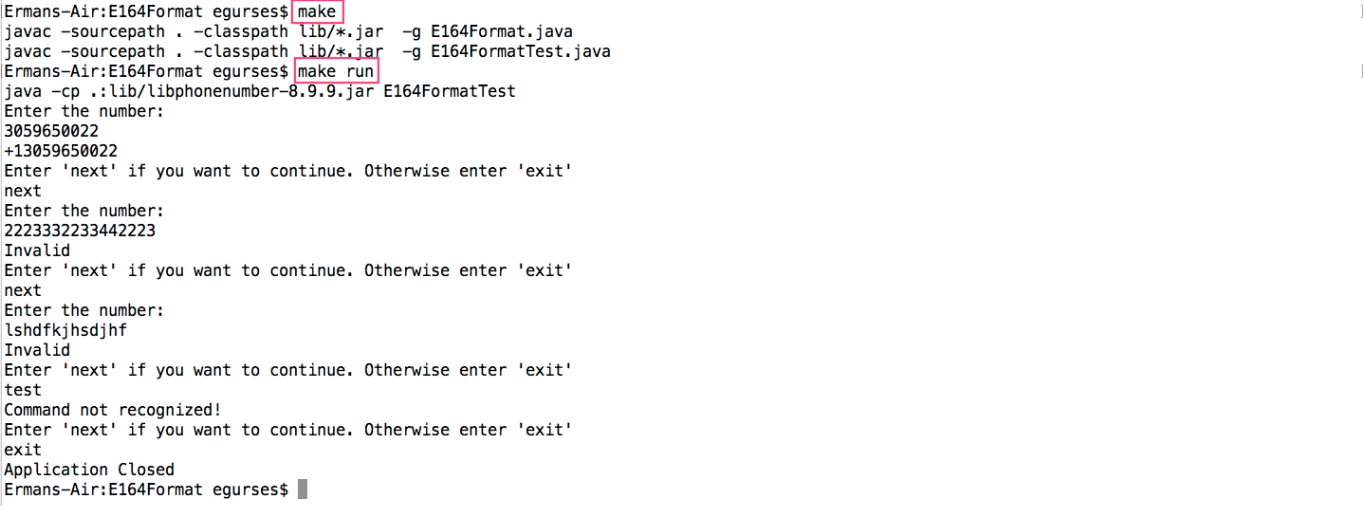 Ermans-Air:E164Format egurses$ make
javac -sourcepath . -classpath lib/*.jar  -g E164Format.java
javac -sourcepath . -classpath lib/*.jar  -g E164FormatTest.java
Ermans-Air:E164Format egurses$ make run
java -cp .:lib/libphonenumber-8.9.9.jar E164FormatTest
Enter the number:
3059650022
+13059650022
Enter 'next' if you want to continue. Otherwise enter 'exit'
next
Enter the number:
2223332233442223
Invalid
Enter 'next' if you want to continue. Otherwise enter 'exit'
next
Enter the number:
lshdfkjhsdjhf
Invalid
Enter 'next' if you want to continue. Otherwise enter 'exit'
test
Command not recognized!
Enter 'next' if you want to continue. Otherwise enter 'exit'
exit
Application Closed
Ermans-Air:E164Format egurses$